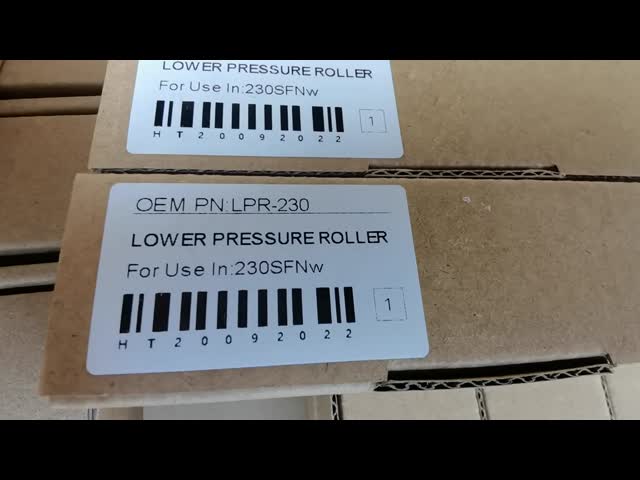 LOWER PRESSURE ROLLER
For Use In:230SFNw
HT20092022
1
OEM PN:LPR-230
LOWER PRESSURE ROLLER
For Use In:230SFNw
HT20092022
1